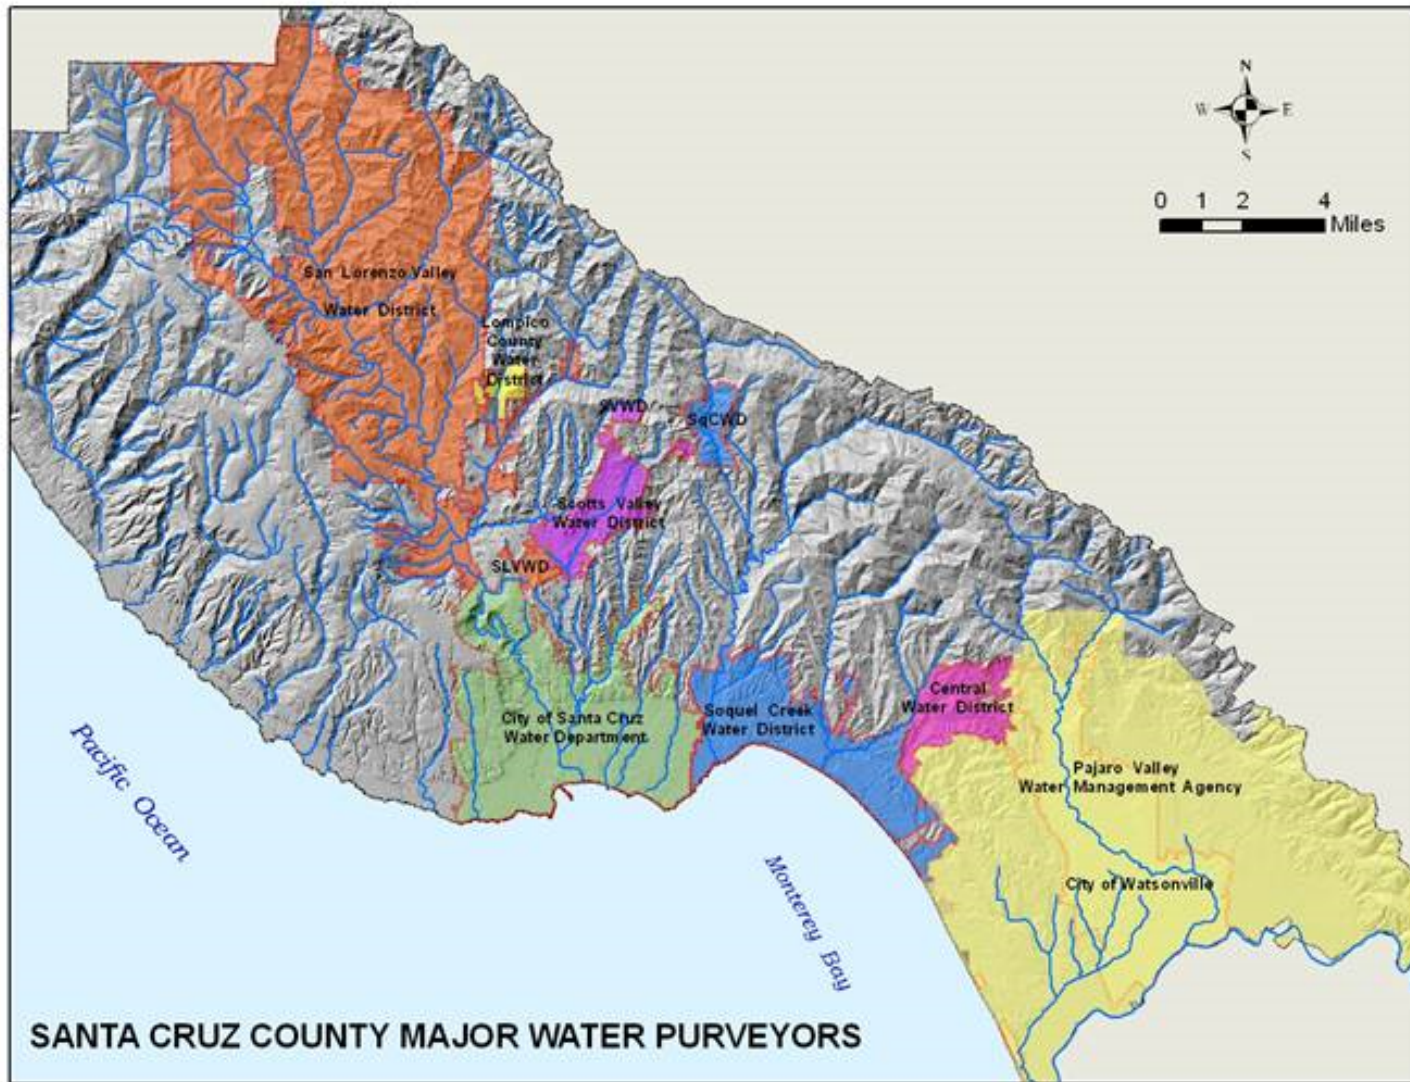 N
W E
S
0 1 2 4
Miles
San Lorenzo Valley
Water District
Lompico
County
Water
District
SVWD
SqCWD
Scotts Valley
Water District
SLVWD
City of Santa Cruz
Water Department
Soquel Creek
Water District
Central
Water District
Pajaro Valley
Water Management Agency
City of Watsonville
Pacific Ocean
Monterey Bay
SANTA CRUZ COUNTY MAJOR WATER PURVEYORS